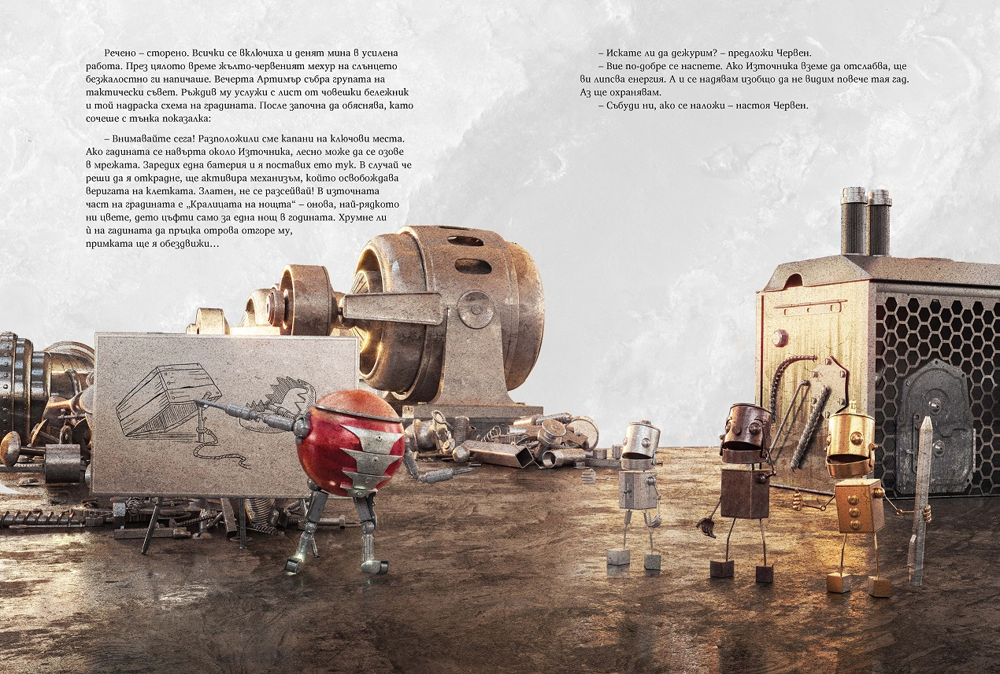 Речено – сторено. Всички се включиха и денят мина в усилена
работа. През цялото време жълто-червеният мехур на слънцето
безжалостно ги напичаше. Вечерта Артимър събра групата на
тактически съвет. Ръждив му услужи с лист от човешки бележник
и той надраска схема на градината. После започна да обяснява, като
сочеше с тънка показалка:
– Внимавайте сега! Разположили сме капани на ключови места.
Ако гадината се навърта около Източника, лесно може да се озове
в мрежата. Заредих една батерия и я поставих ето тук. В случай че
реши да я открадне, ще активира механизъм, който освобождава
веригата на клетката. Златен, не се разсейвай! В източната
част на градината е „Кралицата на нощта“ – онова, най-рядкото
ни цвете, дето цъфти само за една нощ в годината. Хрумне ли
ѝ на гадината да пръцка отрова отгоре му,
примката ще я обездвижи…
– Искате ли да дежурим? – предложи Червен.
– Вие по-добре се наспете. Ако Източника вземе да отслабва, ще
ви липсва енергия. А и се надявам изобщо да не видим повече тая гад.
Аз ще охранявам.
– Събуди ни, ако се наложи – настоя Червен.